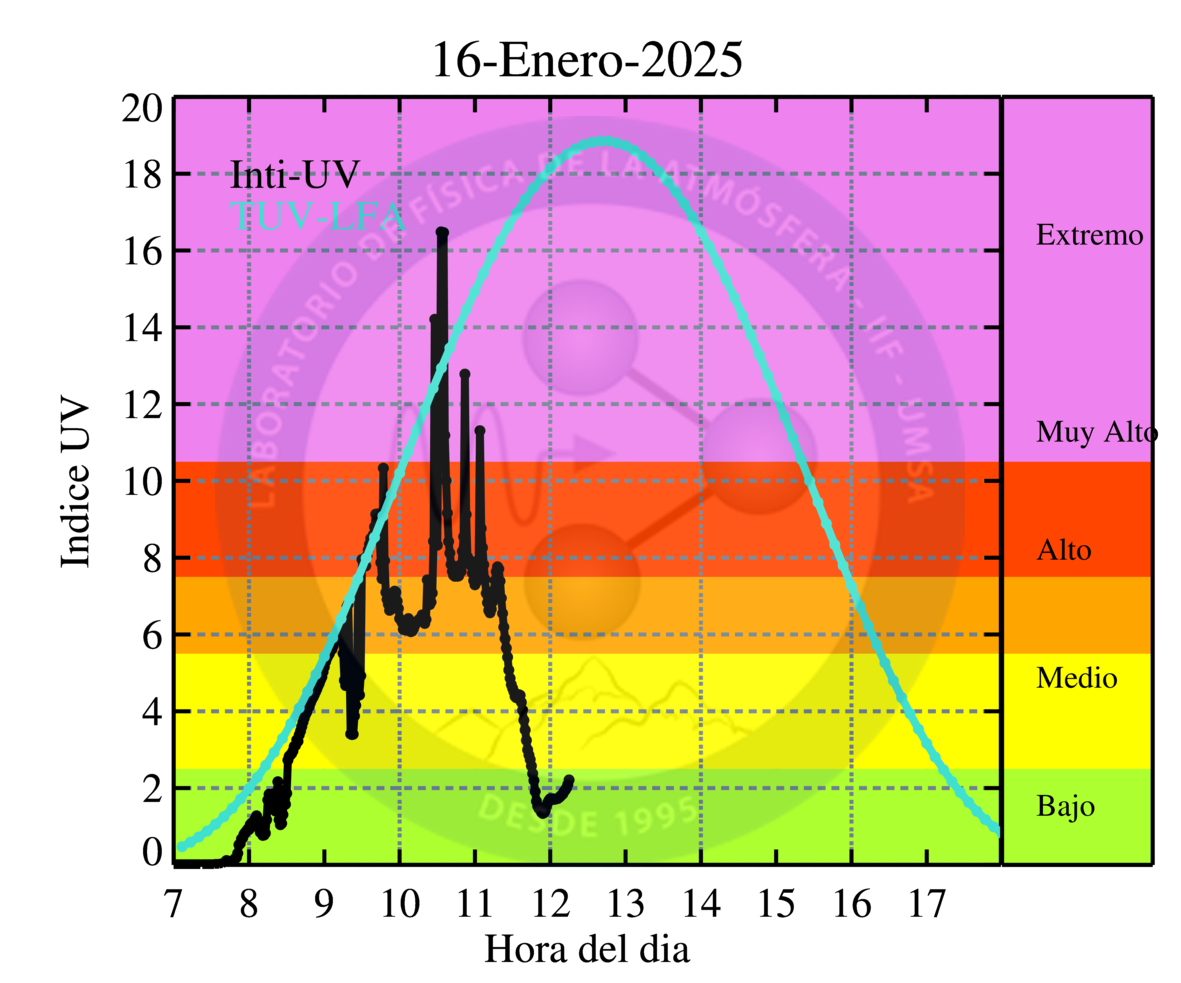 16-Enero-2025
Indice UV
20
18
16
14
12
10
8
6
4
2
0
Inti-UV
TUV-LFA
LABORATORIO DE FÍSICA DE LA ATMÓSFERA - IIF - UMSA
DESDE 1995
Extremo
Muy Alto
Alto
Medio
Bajo
7 8 9 10 11 12 13 14 15 16 17
Hora del dia